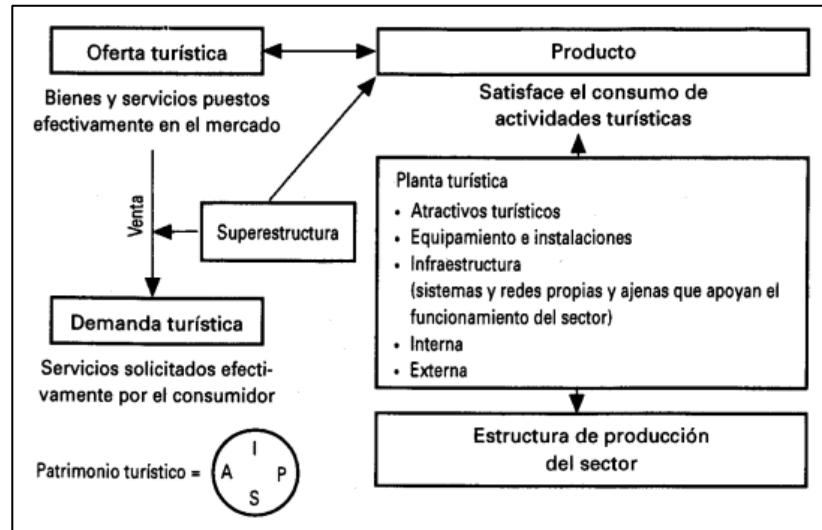 Oferta turística
Bienes y servicios puestos
efectivamente en el mercado
Venta
Superestructura
Demanda turística
Servicios solicitados efecti-
vamente por el consumidor
Patrimonio turístico =
I
A P
S
Producto
Satisface el consumo de
actividades turísticas
Planta turística
• Atractivos turísticos
• Equipamiento e instalaciones
• Infraestructura
(sistemas y redes propias y ajenas que apoyan el
funcionamiento del sector)
• Interna
• Externa
Estructura de producción
del sector